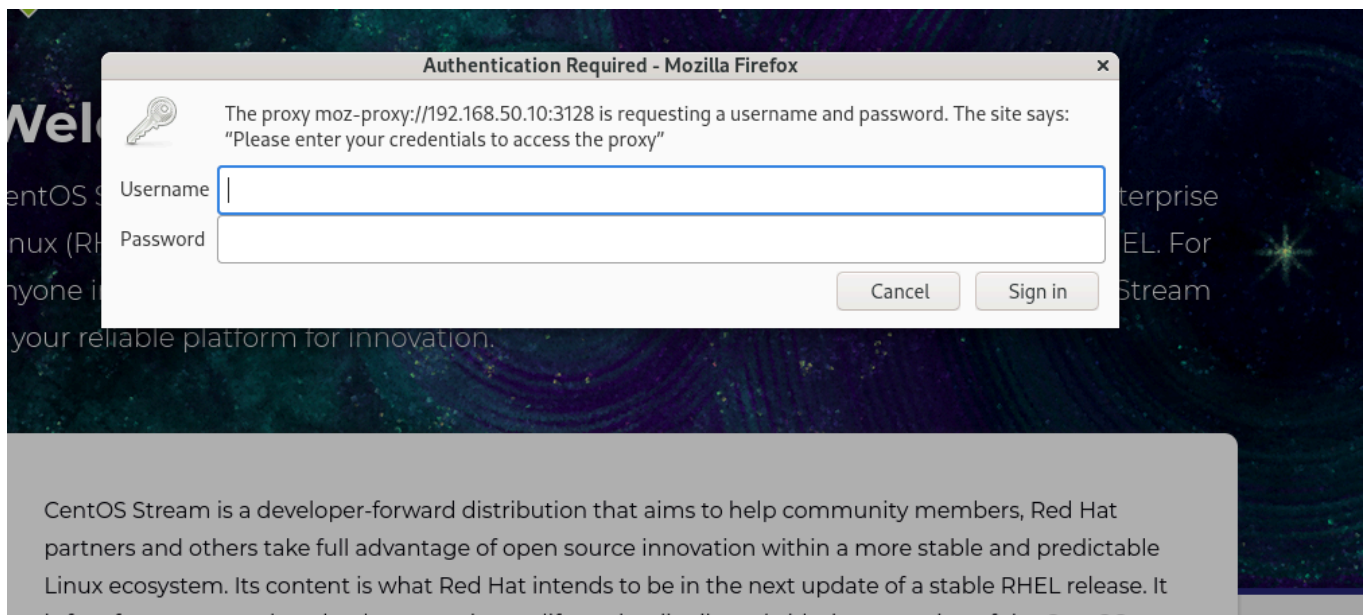 Authentication Required - Mozilla Firefox
The proxy moz-proxy://192.168.50.10:3128 is requesting a username and password. The site says:
“Please enter your credentials to access the proxy”
Username
Password
Cancel
Sign in
terprise
EL. For
Stream
your reliable platform for innovation.
CentOS Stream is a developer-forward distribution that aims to help community members, Red Hat
partners and others take full advantage of open source innovation within a more stable and predictable
Linux ecosystem. Its content is what Red Hat intends to be in the next update of a stable RHEL release. It